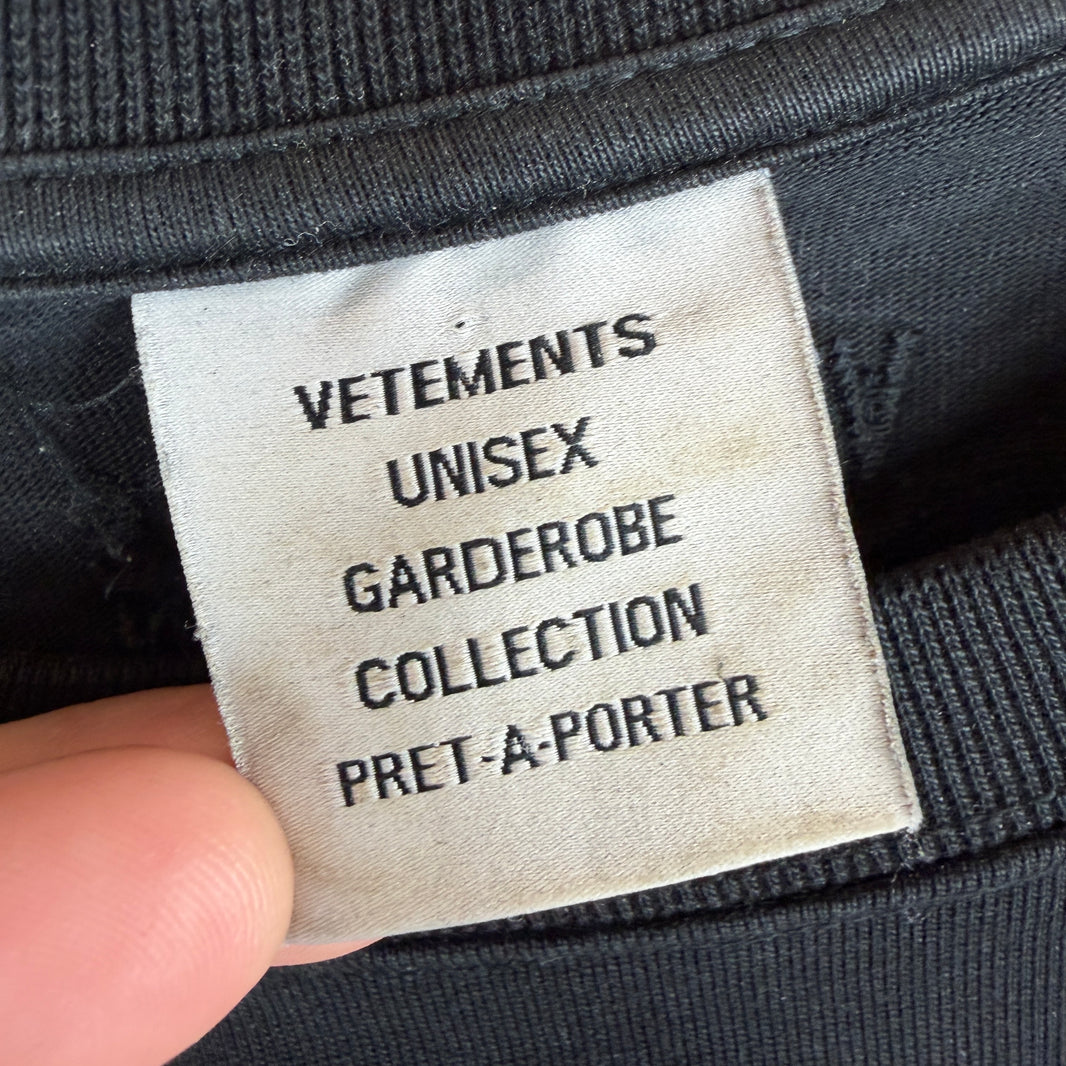 VETEMENTS
UNISEX
GARDEROBE
COLLECTION
PRET-A-PORTER